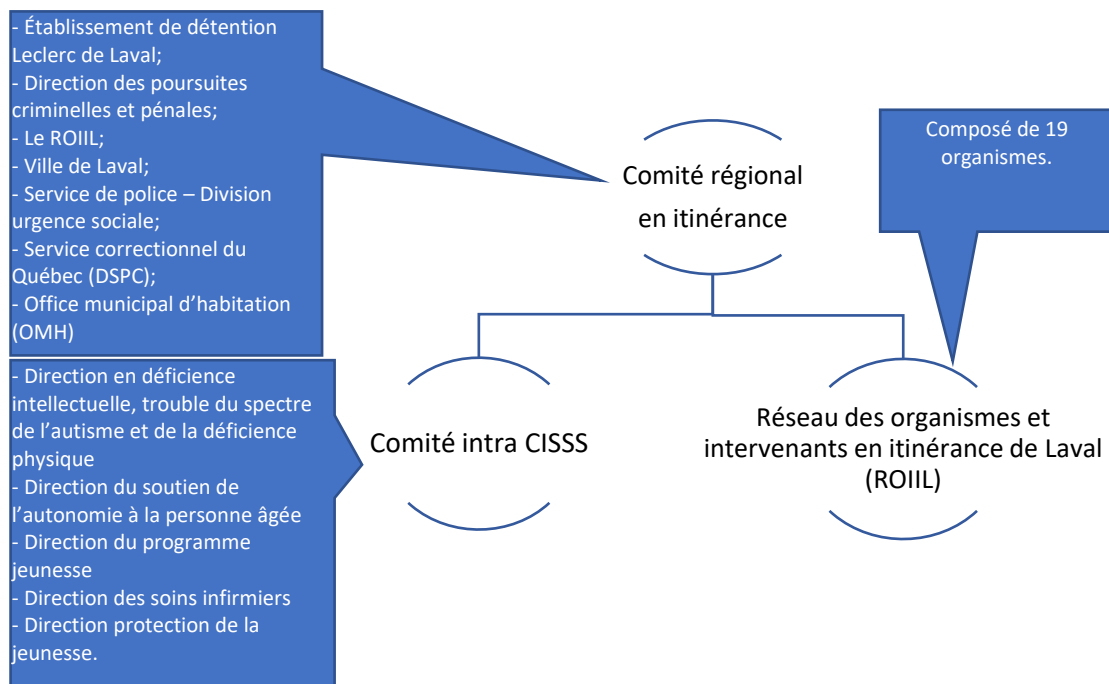 - Établissement de détention
Leclerc de Laval;
- Direction des poursuites
criminelles et pénales;
- Le ROIIL;
- Ville de Laval;
- Service de police – Division
urgence sociale;
- Service correctionnel du
Québec (DSPC);
- Office municipal d’habitation
(OMH)
Comité régional
en itinérance
Composé de 19
organismes.
- Direction en déficience
intellectuelle, trouble du spectre
de l’autisme et de la déficience
physique
- Direction du soutien de
l’autonomie à la personne âgée
- Direction du programme
jeunesse
- Direction des soins infirmiers
- Direction protection de la
jeunesse.
Comité intra CISSS
Réseau des organismes et
intervenants en itinérance de Laval
(ROIIL)